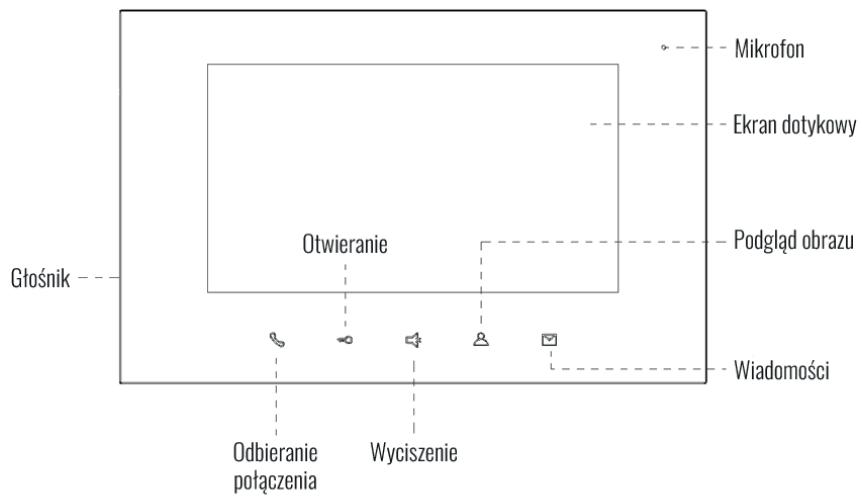 Mikrofon
Ekran dotykowy
Otwieranie
Podgląd obrazu
Głośnik
Wiadomości
Odbieranie
połączenia
Wyciszenie